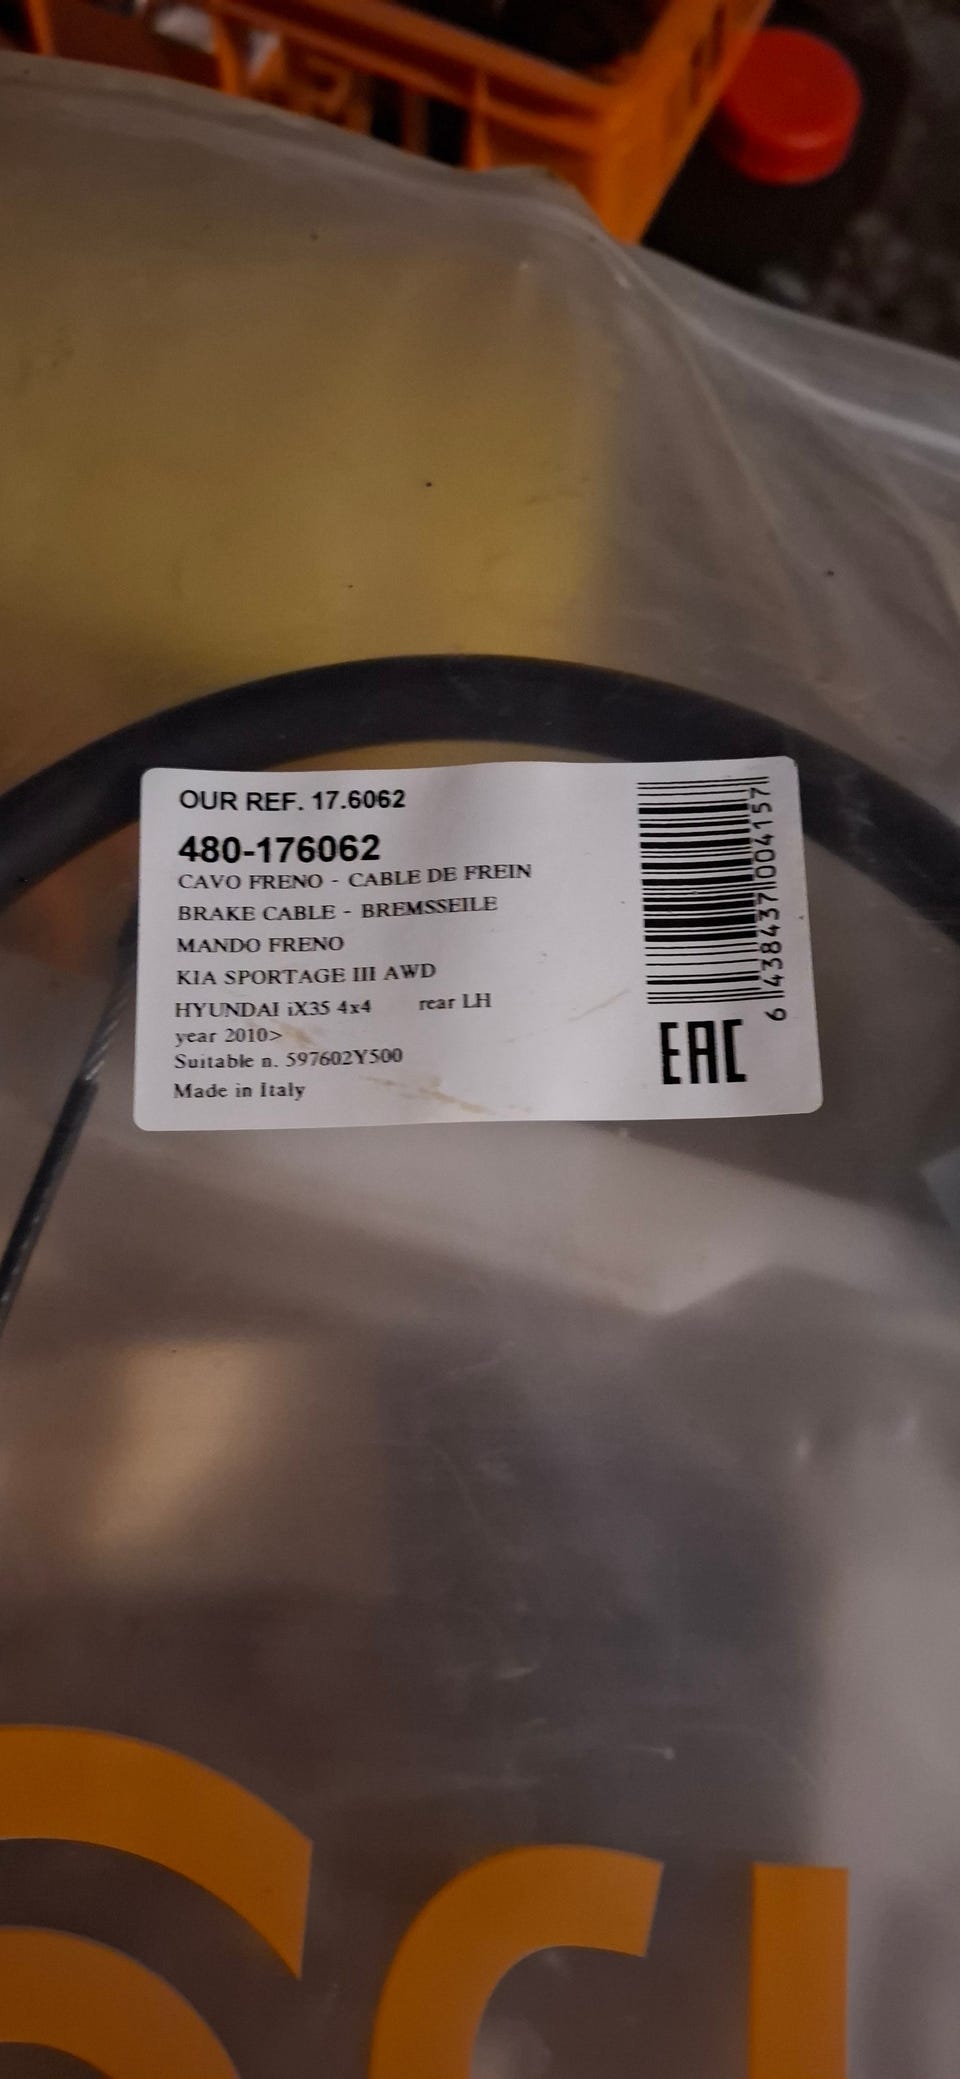 OUR REF. 17.6062
480-176062
CAVO FRENO - CABLE DE FREIN
BRAKE CABLE - BREMSSEILE
MANDO FRENO
KIA SPORTAGE III AWD
HYUNDAI iX35 4x4 rear LH
year 2010>
Suitable n. 597602Y500
Made in Italy
6 438437 004157
EAC